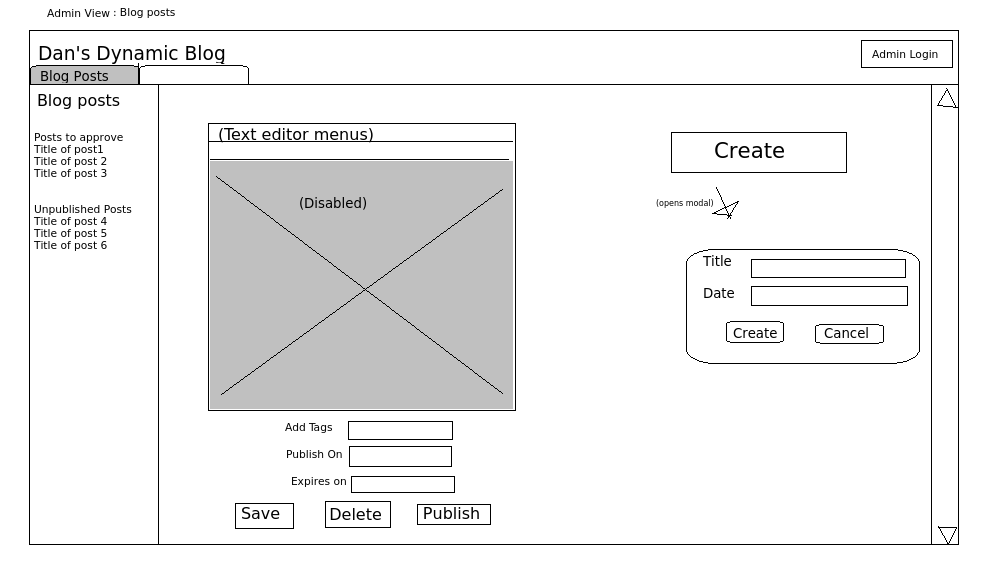 Admin View : Blog posts
Dan's Dynamic Blog
Admin Login
Blog Posts
Blog posts
Posts to approve
Title of post1
Title of post 2
Title of post 3
Unpublished Posts
Title of post 4
Title of post 5
Title of post 6
(Text editor menus)
(Disabled)
Add Tags
Publish On
Expires on
Save
Delete
Publish
Create
(opens modal)
Title
Date
Create
Cancel